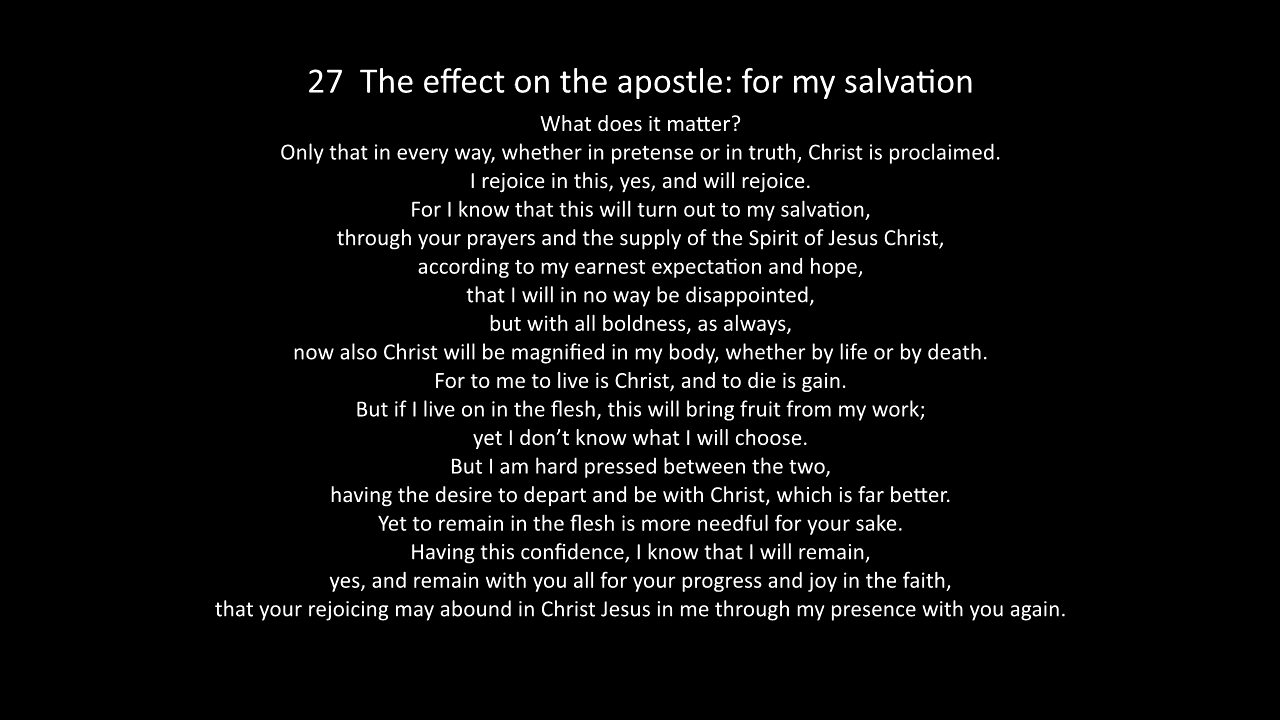 27  The effect on the apostle: for my salvation
What does it matter?
Only that in every way, whether in pretense or in truth, Christ is proclaimed.
I rejoice in this, yes, and will rejoice.
For I know that this will turn out to my salvation,
through your prayers and the supply of the Spirit of Jesus Christ,
according to my earnest expectation and hope,
that I will in no way be disappointed,
but with all boldness, as always,
now also Christ will be magnified in my body, whether by life or by death.
For to me to live is Christ, and to die is gain.
But if I live on in the flesh, this will bring fruit from my work;
yet I don’t know what I will choose.
But I am hard pressed between the two,
having the desire to depart and be with Christ, which is far better.
Yet to remain in the flesh is more needful for your sake.
Having this confidence, I know that I will remain,
yes, and remain with you all for your progress and joy in the faith,
that your rejoicing may abound in Christ Jesus in me through my presence with you again.